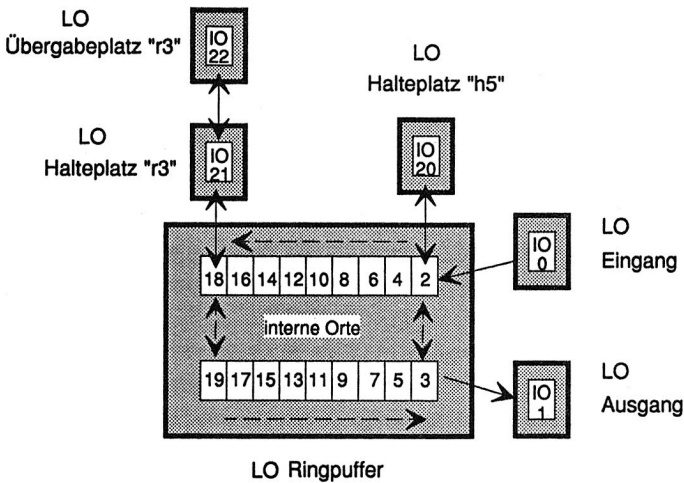 LO
Übergabeplatz "r3"
IO
22
LO
Halteplatz "h5"
LO
Halteplatz "r3"
IO
21
IO
20
LO
Eingang
IO
0
18 16 14 12 10 8 6 4 2
interne Orte
19 17 15 13 11 9 7 5 3
LO
Ausgang
IO
1
LO Ringpuffer